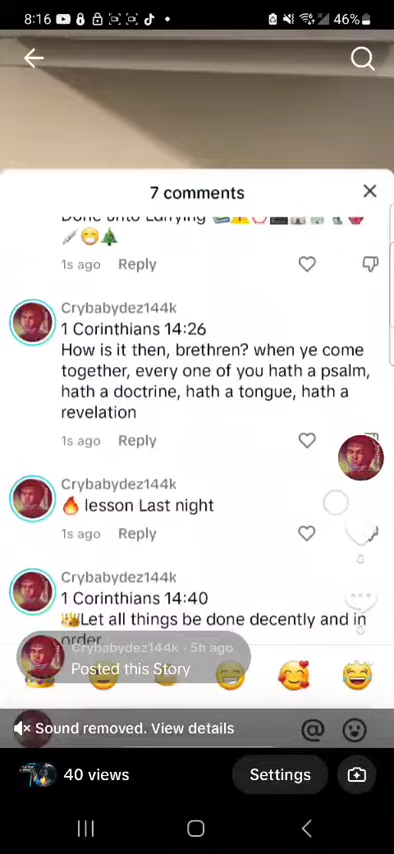 8:16
46%
7 comments
Done unto
1s ago Reply
Crybabydez144k
1 Corinthians 14:26
How is it then, brethren? when ye come
together, every one of you hath a psalm,
hath a doctrine, hath a tongue, hath a
revelation
1s ago Reply
Crybabydez144k
🔥 lesson Last night
1s ago Reply
Crybabydez144k
1 Corinthians 14:40
👑Let all things be done decently and in
order
Crybabydez144k · 5h ago
Posted this Story
Sound removed. View details
40 views
Settings